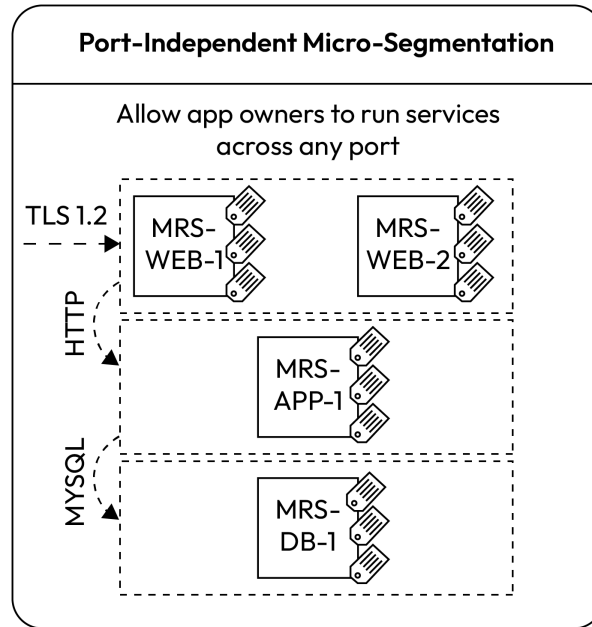 Port-Independent Micro-Segmentation
Allow app owners to run services
across any port
TLS 1.2
MRS-
WEB-1
MRS-
WEB-2
HTTP
MRS-
APP-1
MYSQL
MRS-
DB-1